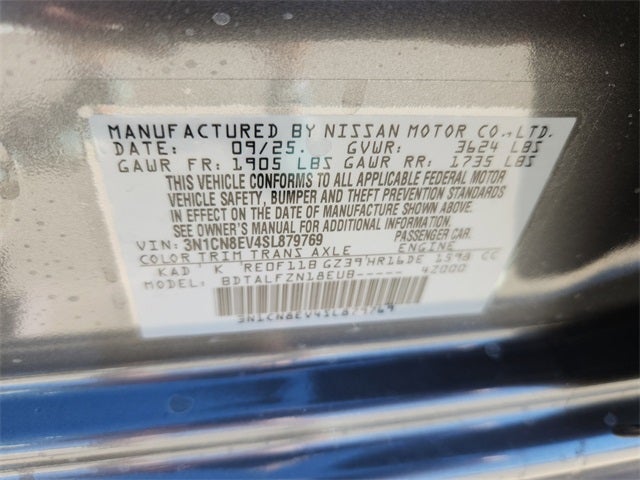 MANUFACTURED BY NISSAN MOTOR CO., LTD.
DATE: 09/25. GVWR: 3624 LBS
GAWR FR: 1905 LBS GAWR RR: 1735 LBS
THIS VEHICLE CONFORMS TO ALL APPLICABLE FEDERAL MOTOR
VEHICLE SAFETY, BUMPER AND THEFT PREVENTION STANDARDS
IN EFFECT ON THE DATE OF MANUFACTURE SHOWN ABOVE.
SEE OWNER'S MANUAL FOR ADDITIONAL INFORMATION.
VIN: 3N1CN8EV4SL879769 PASSENGER CAR
COLOR TRIM TRANS AXLE ENGINE
KAD K RE0F11B GZ39 HR16DE 1598 CC
MODEL: BDTALFZN18EUB----- 4Z000
3N1CN8EV4SL879769